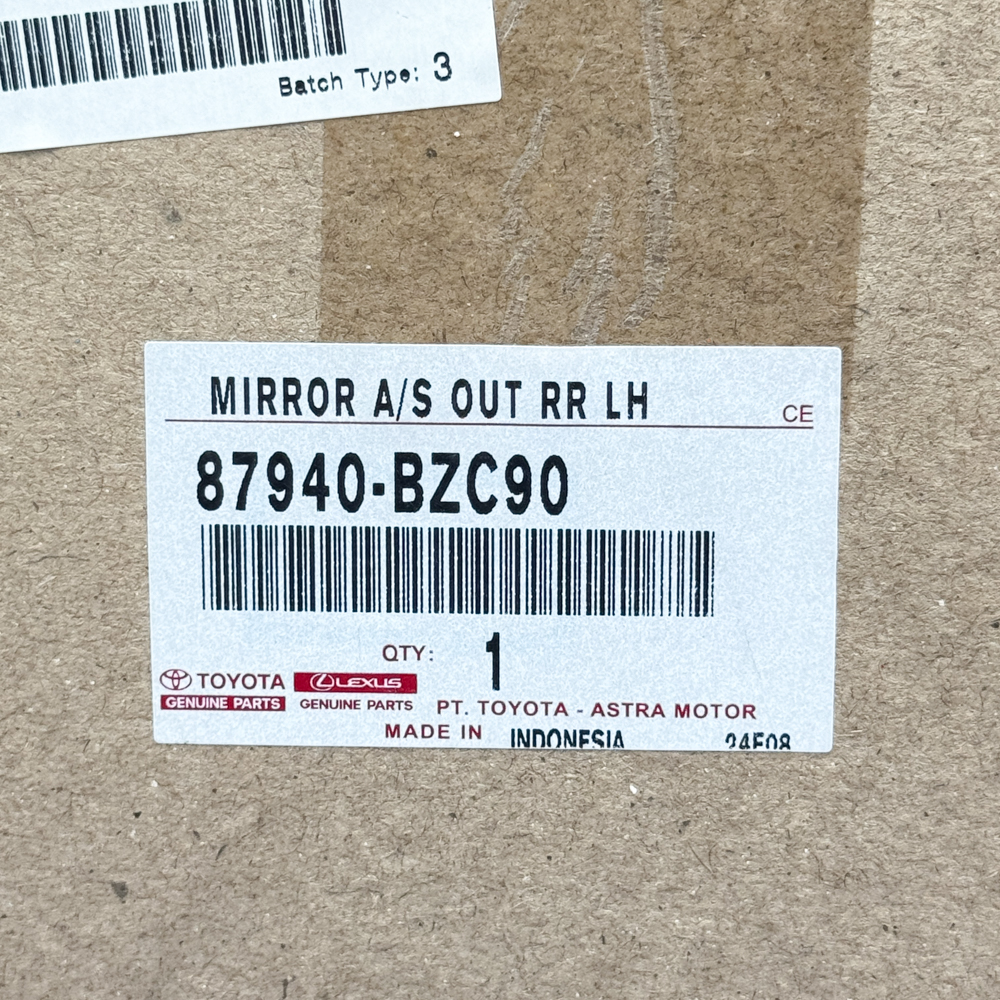 Batch Type: 3
MIRROR A/S OUT RR LH
CE
87940-BZC90
QTY: 1
TOYOTA LEXUS
GENUINE PARTS GENUINE PARTS PT. TOYOTA - ASTRA MOTOR
MADE IN INDONESIA